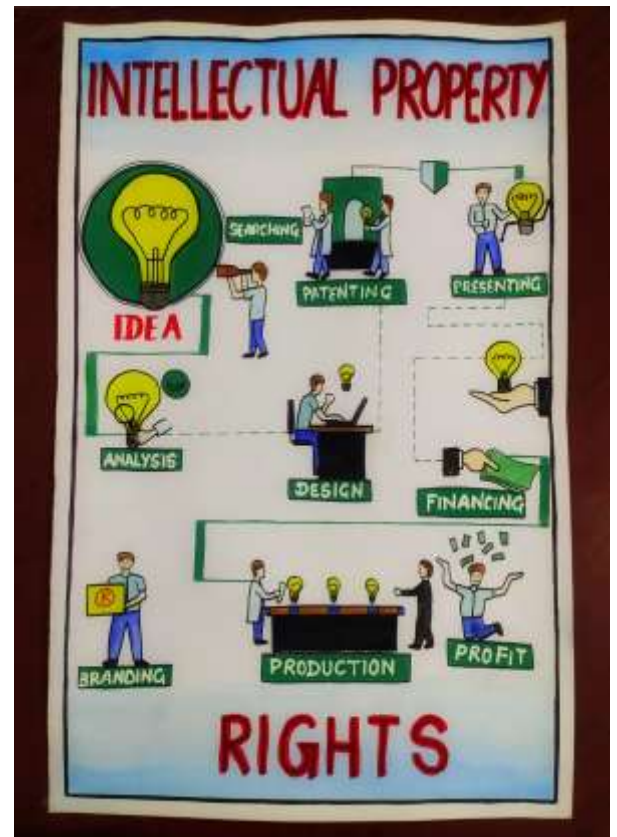 INTELLECTUAL PROPERTY
SEARCHING
PATENTING
PRESENTING
IDEA
ANALYSIS
DESIGN
FINANCING
R
BRANDING
PRODUCTION
PROFIT
RIGHTS